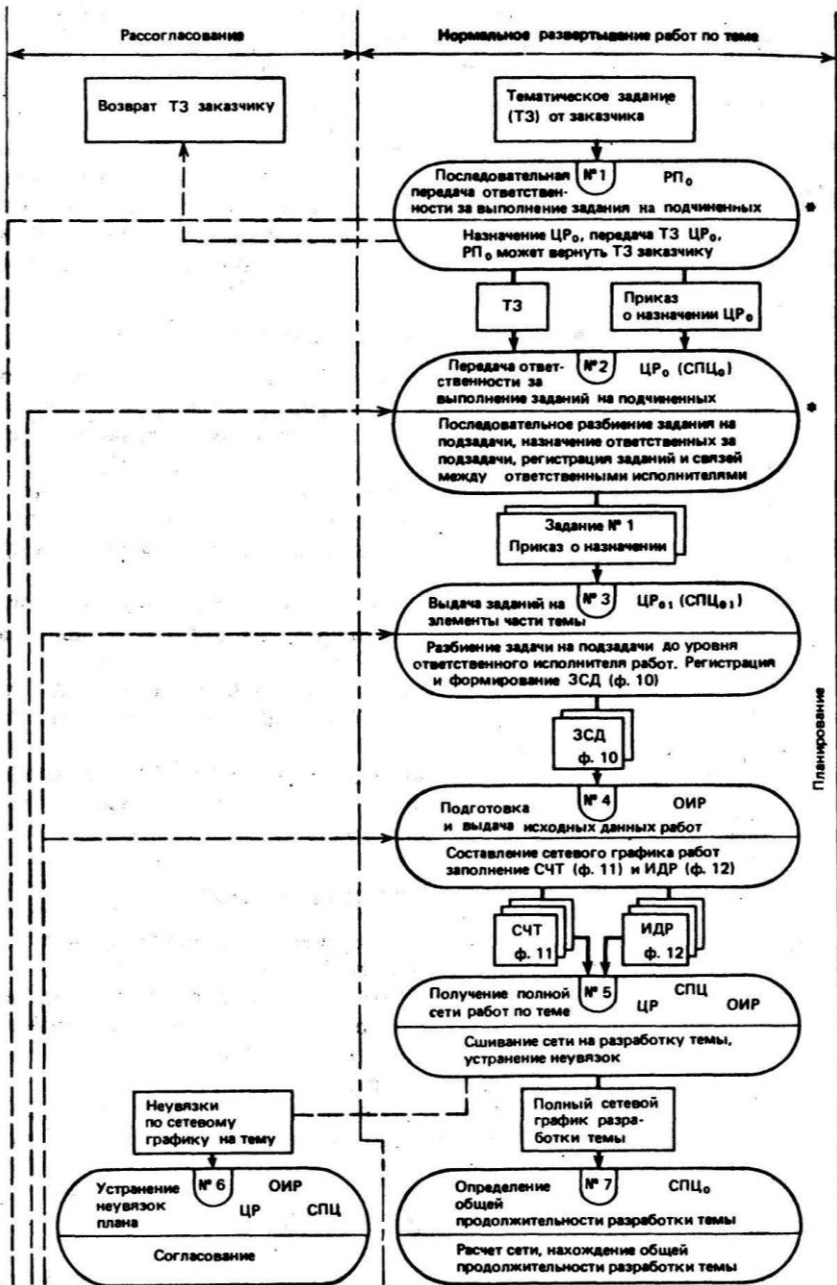 Рассогласование
Нормальное развертывание работ по теме
Возврат ТЗ заказчику
Тематическое задание
(ТЗ) от заказчика
№ 1
Последовательная РП₀
передача ответствен-
ности за выполнение задания на подчиненных
*
Назначение ЦР₀, передача ТЗ ЦР₀,
РП₀ может вернуть ТЗ заказчику
ТЗ
Приказ
о назначении ЦР₀
№ 2
Передача ответ- ЦР₀ (СПЦ₀)
ственности за
выполнение заданий на подчиненных
*
Последовательное разбиение задания на
подзадачи, назначение ответственных за
подзадачи, регистрация заданий и связей
между ответственными исполнителями
Задание № 1
Приказ о назначении
№ 3
Выдача заданий на ЦР₀₁ (СПЦ₀₁)
элементы части темы
Разбиение задачи на подзадачи до уровня
ответственного исполнителя работ. Регистрация
и формирование ЗСД (ф. 10)
Планирование
ЗСД
ф. 10
№ 4
Подготовка ОИР
и выдача исходных данных работ
Составление сетевого графика работ
заполнение СЧТ (ф. 11) и ИДР (ф. 12)
СЧТ
ф. 11
ИДР
ф. 12
№ 5
Получение полной СПЦ
сети работ по теме ЦР ОИР
Сшивание сети на разработку темы,
устранение неувязок
Неувязки
по сетевому
графику на тему
Полный сетевой
график разра-
ботки темы
№ 6
Устранение ОИР
неувязок ЦР СПЦ
плана
Согласование
№ 7
Определение СПЦ₀
общей
продолжительности разработки темы
Расчет сети, нахождение общей
продолжительности разработки темы